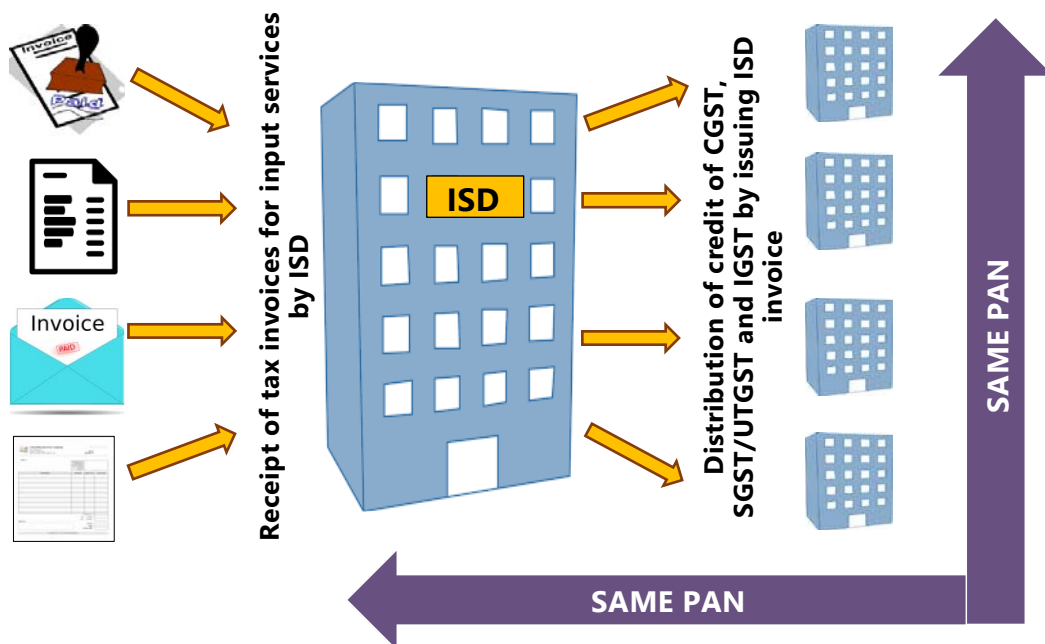 Invoice
Paid
Invoice
PAID
Receipt of tax invoices for input services
by ISD
ISD
Distribution of credit of CGST,
SGST/UTGST and IGST by issuing ISD
invoice
SAME PAN
SAME PAN